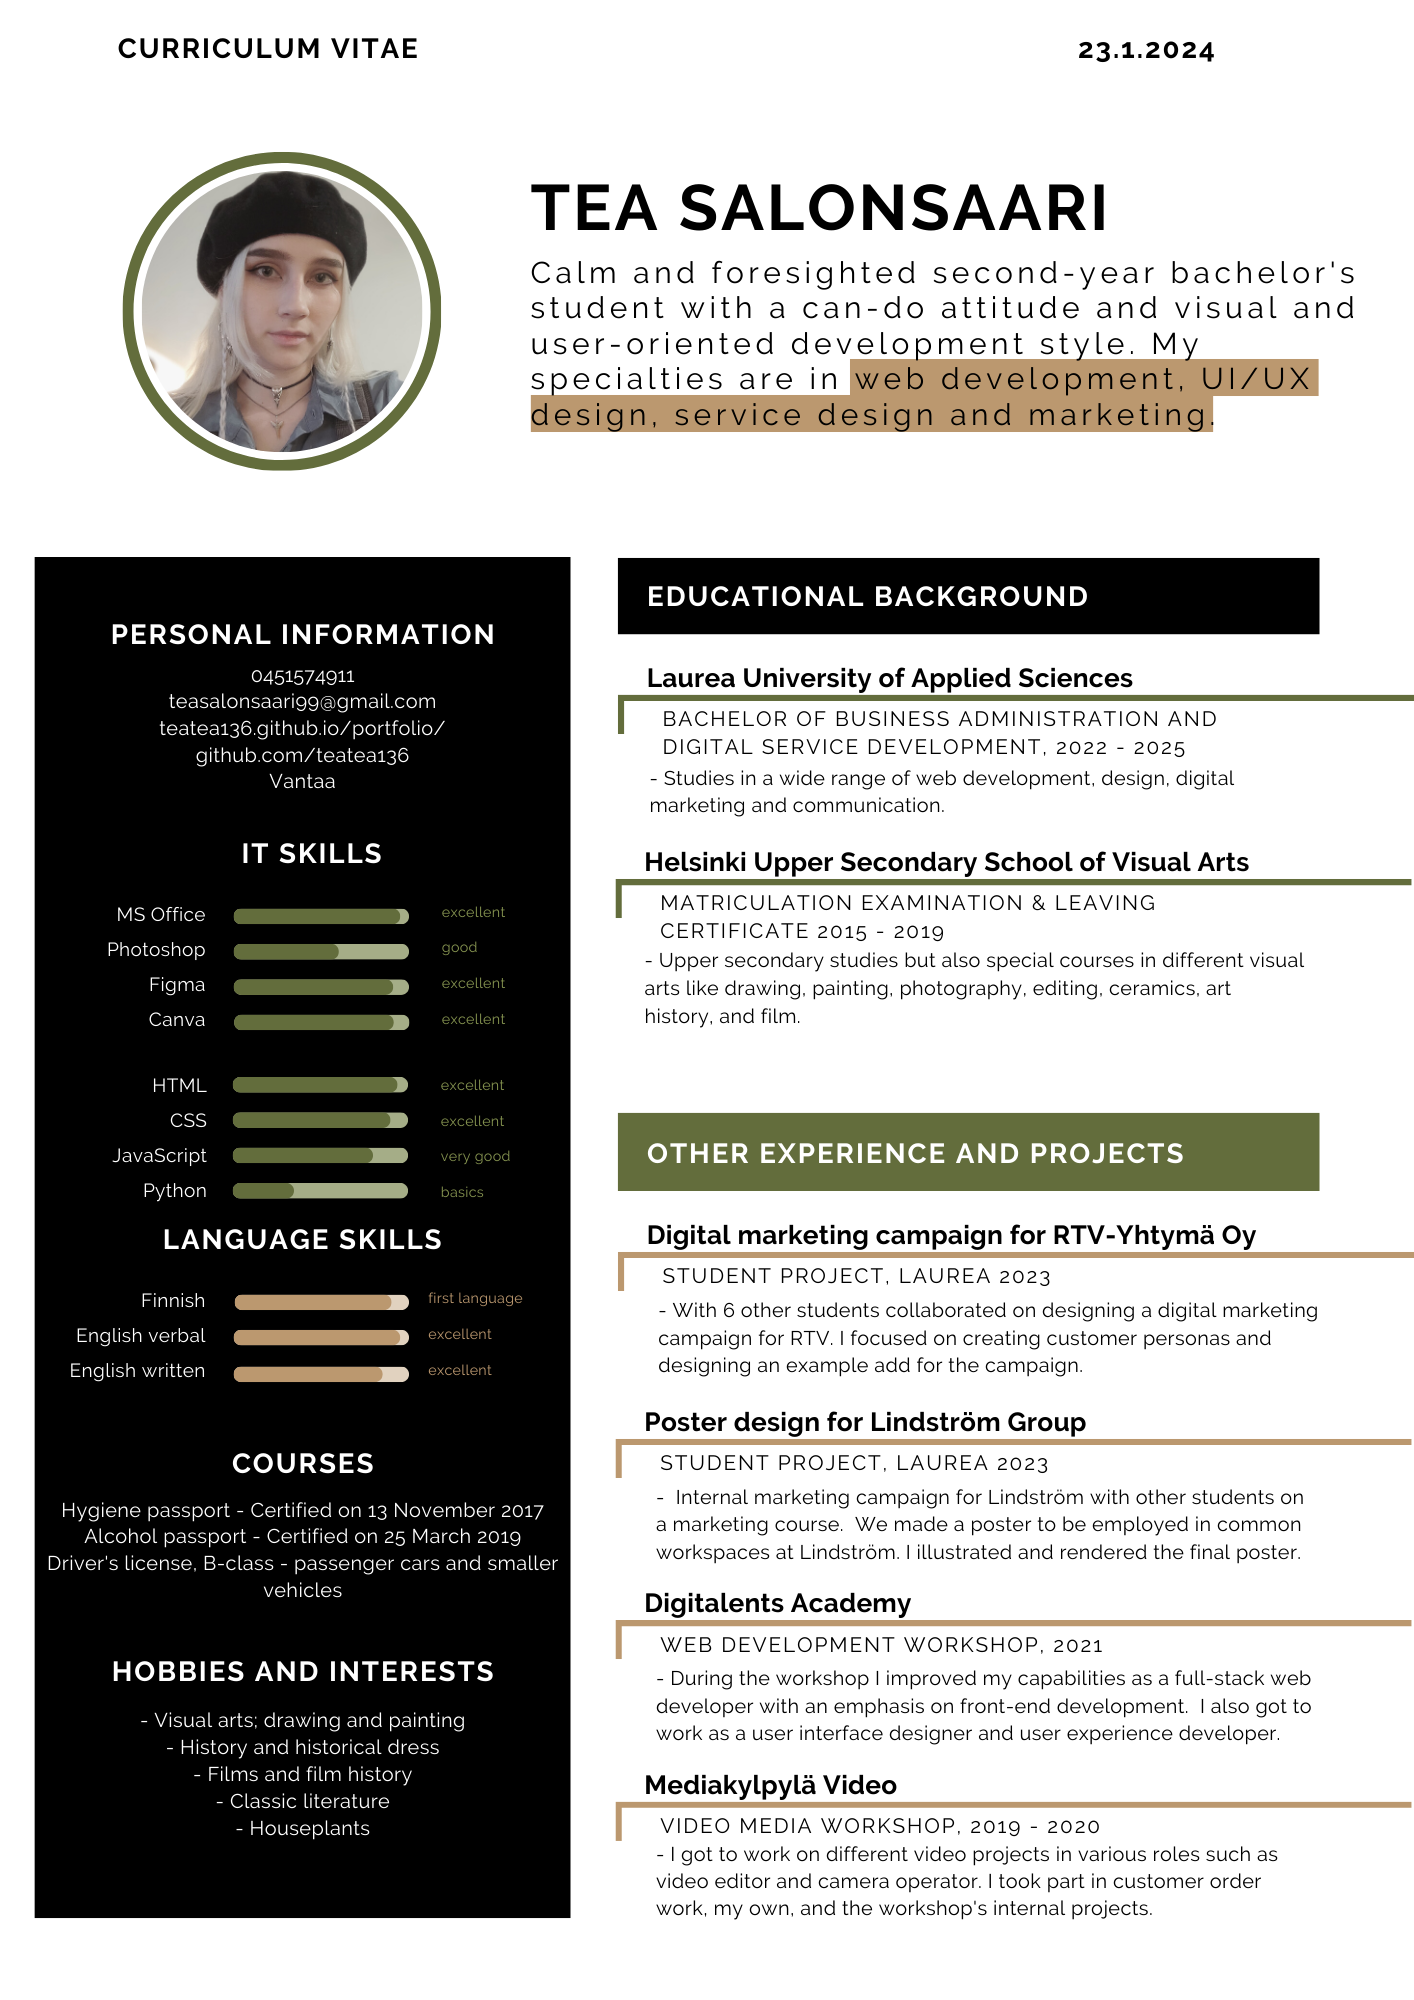 CURRICULUM VITAE
23.1.2024
TEA SALONSAARI
Calm and foresighted second-year bachelor's
student with a can-do attitude and visual and
user-oriented development style. My
specialties are in web development, UI/UX
design, service design and marketing.
PERSONAL INFORMATION
0451574911
teasalonsaari99@gmail.com
teatea136.github.io/portfolio/
github.com/teatea136
Vantaa
IT SKILLS
MS Office excellent
Photoshop good
Figma excellent
Canva excellent
HTML excellent
CSS excellent
JavaScript very good
Python basics
LANGUAGE SKILLS
Finnish first language
English verbal excellent
English written excellent
COURSES
Hygiene passport - Certified on 13 November 2017
Alcohol passport - Certified on 25 March 2019
Driver's license, B-class - passenger cars and smaller
vehicles
HOBBIES AND INTERESTS
- Visual arts; drawing and painting
- History and historical dress
- Films and film history
- Classic literature
- Houseplants
EDUCATIONAL BACKGROUND
Laurea University of Applied Sciences
BACHELOR OF BUSINESS ADMINISTRATION AND
DIGITAL SERVICE DEVELOPMENT, 2022 - 2025
- Studies in a wide range of web development, design, digital
marketing and communication.
Helsinki Upper Secondary School of Visual Arts
MATRICULATION EXAMINATION & LEAVING
CERTIFICATE 2015 - 2019
- Upper secondary studies but also special courses in different visual
arts like drawing, painting, photography, editing, ceramics, art
history, and film.
OTHER EXPERIENCE AND PROJECTS
Digital marketing campaign for RTV-Yhtymä Oy
STUDENT PROJECT, LAUREA 2023
- With 6 other students collaborated on designing a digital marketing
campaign for RTV. I focused on creating customer personas and
designing an example add for the campaign.
Poster design for Lindström Group
STUDENT PROJECT, LAUREA 2023
-  Internal marketing campaign for Lindström with other students on
a marketing course.  We made a poster to be employed in common
workspaces at Lindström. I illustrated and rendered the final poster.
Digitalents Academy
WEB DEVELOPMENT WORKSHOP, 2021
- During the workshop I improved my capabilities as a full-stack web
developer with an emphasis on front-end development.  I also got to
work as a user interface designer and user experience developer.
Mediakylpylä Video
VIDEO MEDIA WORKSHOP, 2019 - 2020
- I got to work on different video projects in various roles such as
video editor and camera operator. I took part in customer order
work, my own, and the workshop's internal projects.